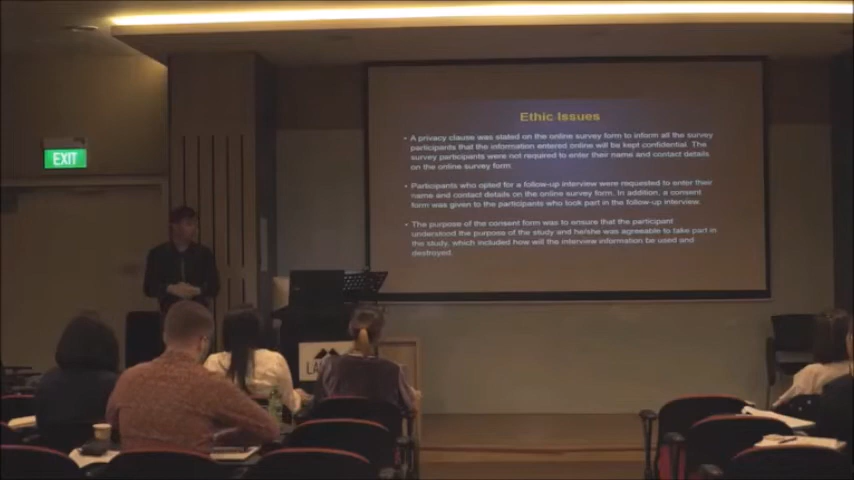 Ethic Issues
EXIT
• A privacy clause was stated on the online survey form to inform all the survey
participants that the information entered online will be kept confidential. The
survey participants were not required to enter their name and contact details
on the online survey form.
• Participants who opted for a follow-up interview were requested to enter their
name and contact details on the online survey form. In addition, a consent
form was given to the participants who took part in the follow-up interview.
• The purpose of the consent form was to ensure that the participant
understood the purpose of the study and he/she was agreeable to take part in
the study, which included how will the interview information be used and
destroyed.